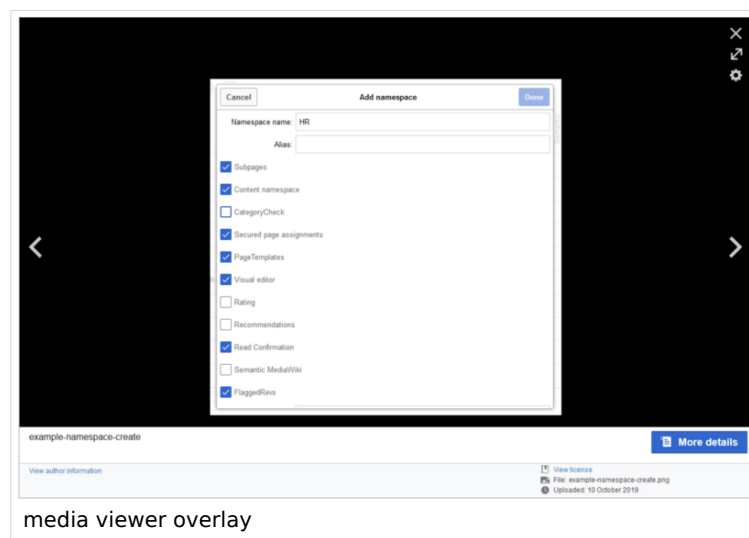 Cancel Add namespace Done
Namespace name: HR
Alias:
Subpages
Content namespace
CategoryCheck
Secured page assignments
PageTemplates
Visual editor
Rating
Recommendations
Read Confirmation
Semantic MediaWiki
FlaggedRevs
example-namespace-create
More details
View author information
View license
File: example-namespace-create.png
Uploaded: 10 October 2019
media viewer overlay